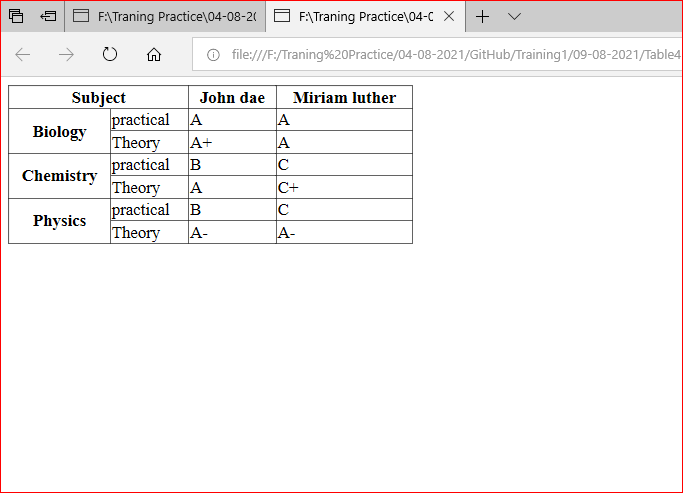 F:\Traning Practice\04-08-20
F:\Traning Practice\04-0
file:///F:/Traning%20Practice/04-08-2021/GitHub/Training1/09-08-2021/Table4
Subject John dae Miriam luther
Biology practical A A
Theory A+ A
Chemistry practical B C
Theory A C+
Physics practical B C
Theory A- A-